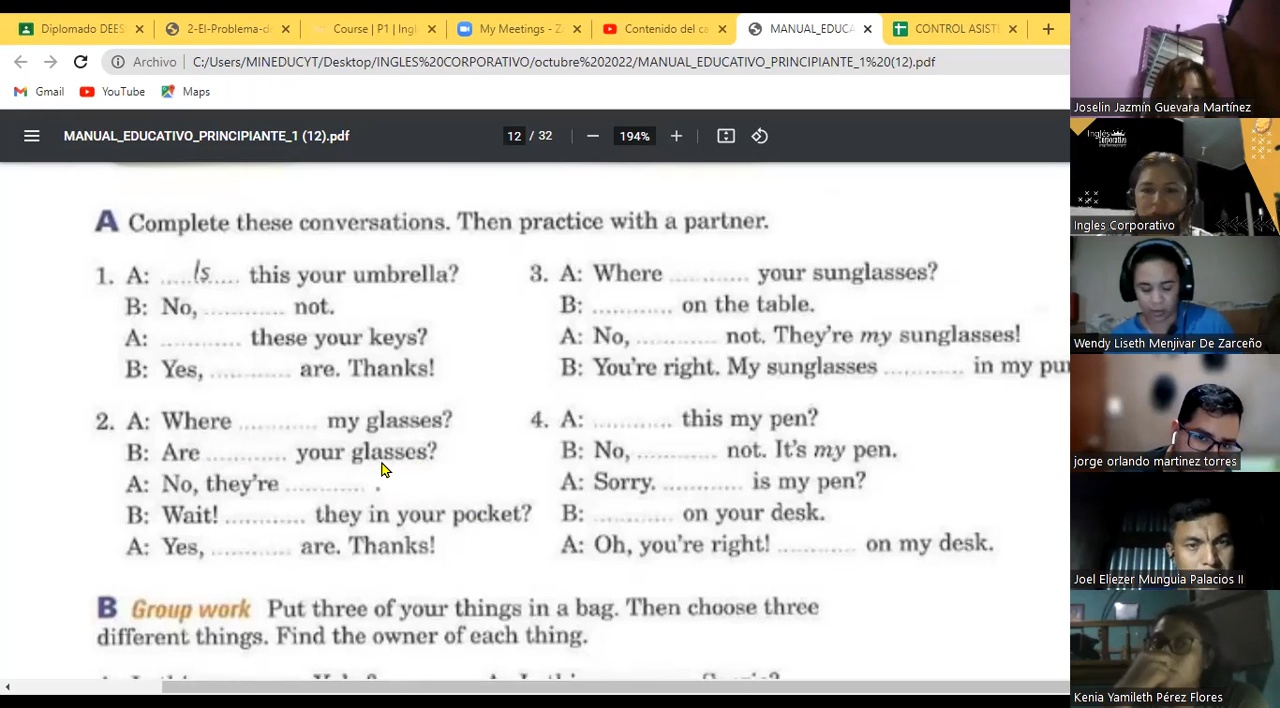 Diplomado DEES
2-El-Problema-d
Course | P1 | Ingl
My Meetings - Z
Contenido del ca
MANUAL_EDUCA
CONTROL ASIST
Archivo
C:/Users/MINEDUCYT/Desktop/INGLES%20CORPORATIVO/octubre%202022/MANUAL_EDUCATIVO_PRINCIPIANTE_1%20(12).pdf
Gmail
YouTube
Maps
MANUAL_EDUCATIVO_PRINCIPIANTE_1 (12).pdf
12 / 32
194%
A Complete these conversations. Then practice with a partner.
1. A: .....Is..... this your umbrella?
B: No, ............ not.
A: ............ these your keys?
B: Yes, ............ are. Thanks!
2. A: Where ............ my glasses?
B: Are ............ your glasses?
A: No, they're ............ .
B: Wait! ............ they in your pocket?
A: Yes, ............ are. Thanks!
3. A: Where ............ your sunglasses?
B: ............ on the table.
A: No, ............ not. They're my sunglasses!
B: You're right. My sunglasses ............ in my pu
4. A: ............ this my pen?
B: No, ............ not. It's my pen.
A: Sorry. ............ is my pen?
B: ............ on your desk.
A: Oh, you're right! ............ on my desk.
B Group work Put three of your things in a bag. Then choose three
different things. Find the owner of each thing.
Joselin Jazmín Guevara Martínez
Inglés
Corporativo
Ingles Corporativo
Wendy Liseth Menjivar De Zarceño
jorge orlando martinez torres
Joel Eliezer Munguia Palacios II
Kenia Yamileth Pérez Flores